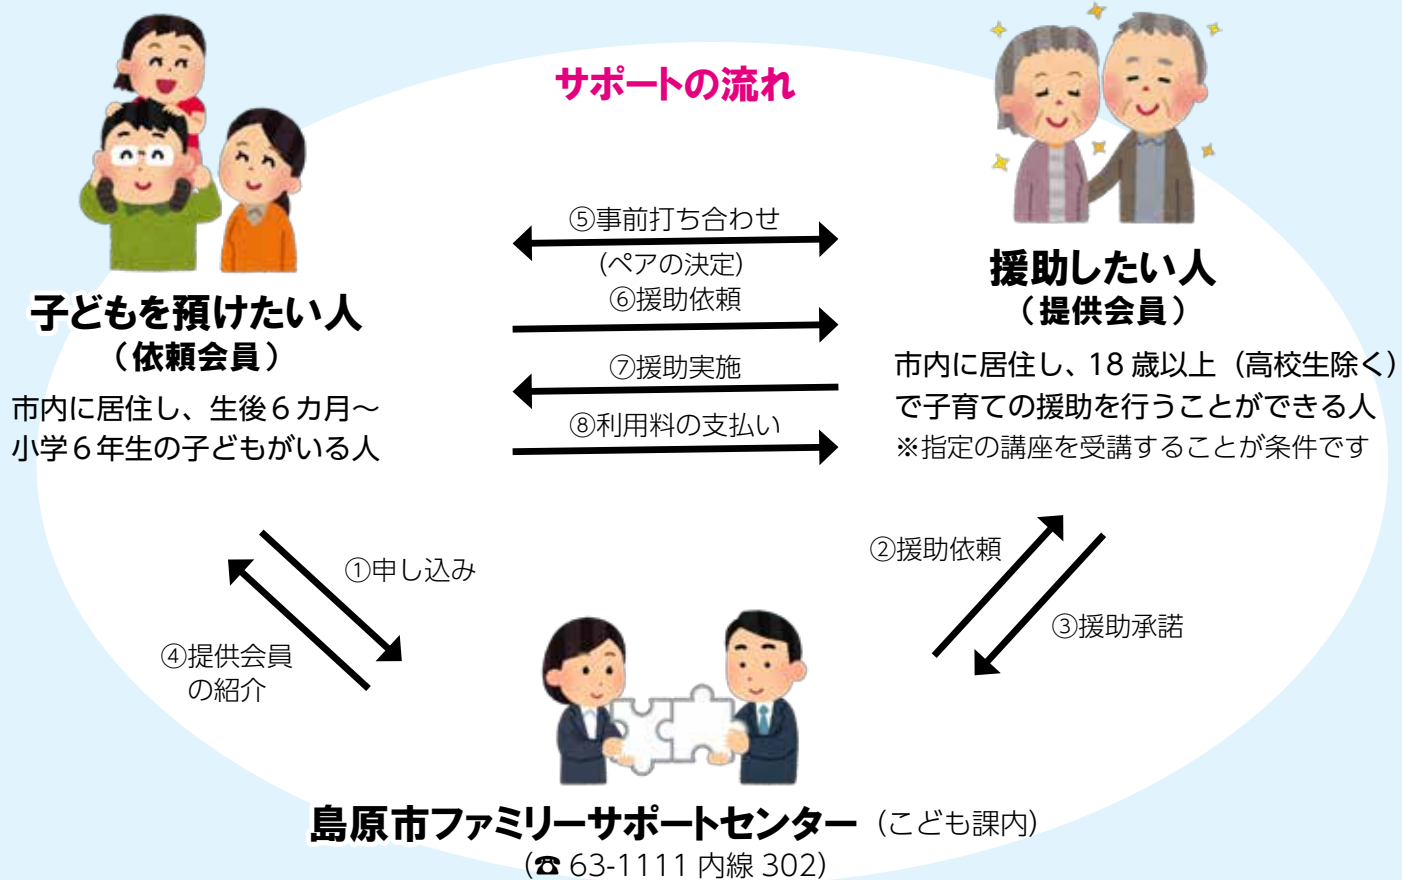 サポートの流れ
⑤事前打ち合わせ
(ペアの決定)
⑥援助依頼
⑦援助実施
⑧利用料の支払い
子どもを預けたい人
（依頼会員）
市内に居住し、生後６カ月～
小学６年生の子どもがいる人
援助したい人
（提供会員）
市内に居住し、18 歳以上（高校生除く）
で子育ての援助を行うことができる人
※指定の講座を受講することが条件です
①申し込み
④提供会員
の紹介
②援助依頼
③援助承諾
島原市ファミリーサポートセンター（こども課内）
(☎ 63-1111 内線 302)